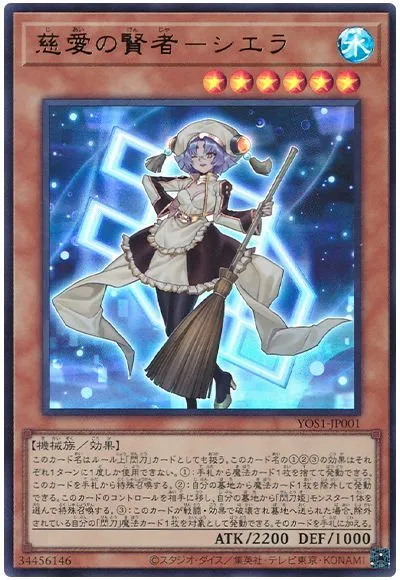 慈愛の賢者－シエラ
水
YOS1-JP001
【機械族／効果】
このカード名はルール上「閃刀」カードとしても扱う。このカード名の①②③の効果はそ
れぞれ1ターンに1度しか使用できない。①：手札から魔法カード1枚を捨てて発動できる。
このカードを手札から特殊召喚する。②：自分の墓地から魔法カード1枚を除外して発動
できる。このカードのコントロールを相手に移し、自分の墓地から「閃刀姫」モンスター1体を
選んで特殊召喚する。③：このカードが戦闘・効果で破壊され墓地へ送られた場合、除外
されている自分の「閃刀」魔法カード1枚を対象として発動できる。そのカードを手札に加える。
ATK/2200 DEF/1000
34456146
©スタジオ・ダイス／集英社・テレビ東京・KONAMI